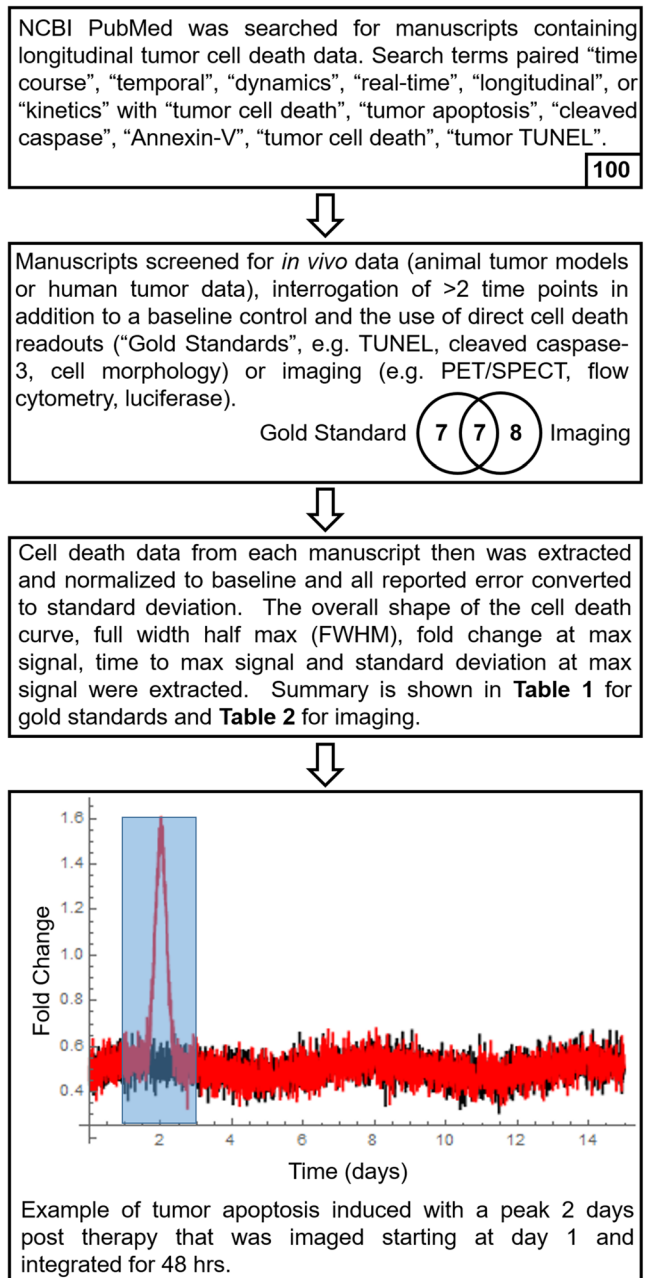 NCBI PubMed was searched for manuscripts containing
longitudinal tumor cell death data. Search terms paired “time
course”, “temporal”, “dynamics”, “real-time”, “longitudinal”, or
“kinetics” with “tumor cell death”, “tumor apoptosis”, “cleaved
caspase”, “Annexin-V”, “tumor cell death”, “tumor TUNEL”.
100
Manuscripts screened for in vivo data (animal tumor models
or human tumor data), interrogation of >2 time points in
addition to a baseline control and the use of direct cell death
readouts (“Gold Standards”, e.g. TUNEL, cleaved caspase-
3, cell morphology) or imaging (e.g. PET/SPECT, flow
cytometry, luciferase).
Gold Standard 7 7 8 Imaging
Cell death data from each manuscript then was extracted
and normalized to baseline and all reported error converted
to standard deviation. The overall shape of the cell death
curve, full width half max (FWHM), fold change at max
signal, time to max signal and standard deviation at max
signal were extracted. Summary is shown in Table 1 for
gold standards and Table 2 for imaging.
Fold Change
1.6
1.4
1.2
1.0
0.8
0.6
0.4
2 4 6 8 10 12 14
Time (days)
Example of tumor apoptosis induced with a peak 2 days
post therapy that was imaged starting at day 1 and
integrated for 48 hrs.